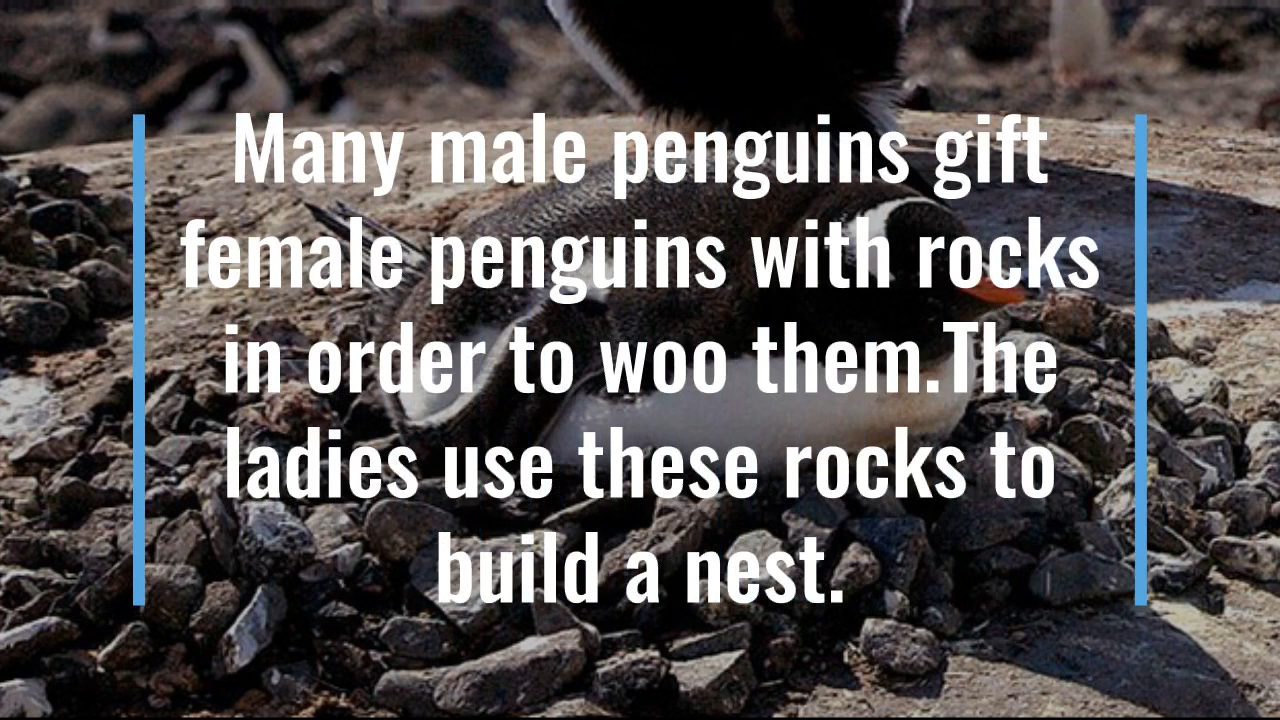 Many male penguins gift
female penguins with rocks
in order to woo them.The
ladies use these rocks to
build a nest.